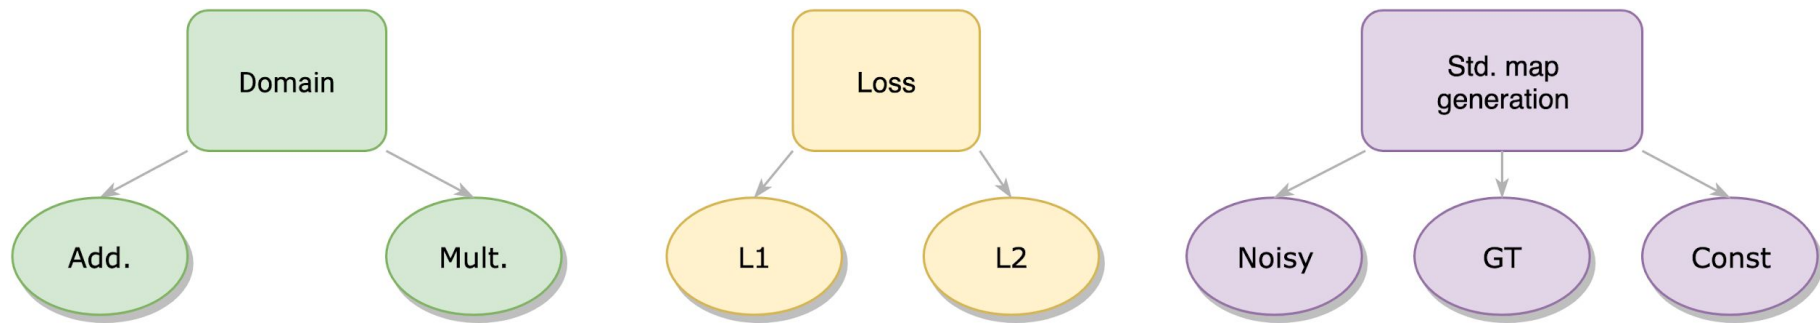 Domain
Loss
Std. map
generation
Add.
Mult.
L1
L2
Noisy
GT
Const